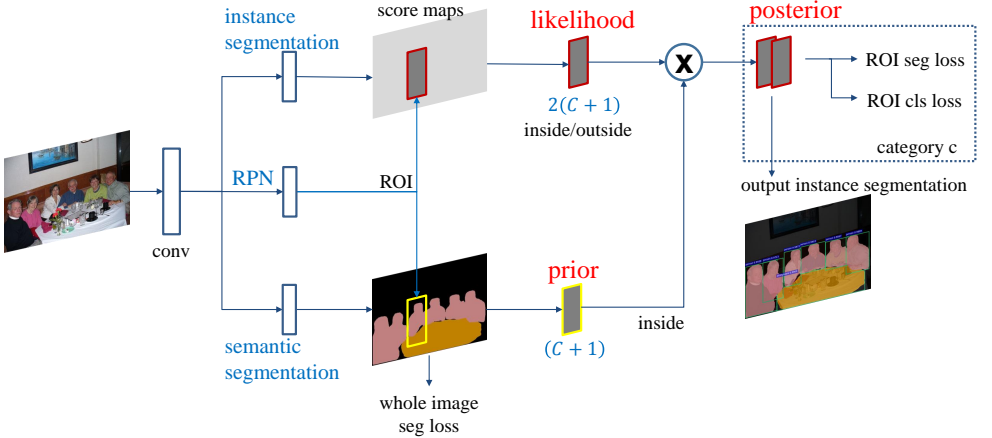 instance
segmentation
score maps
likelihood
posterior
X
ROI seg loss
ROI cls loss
2(C + 1)
inside/outside
category c
RPN
ROI
conv
output instance segmentation
prior
inside
(C + 1)
semantic
segmentation
whole image
seg loss